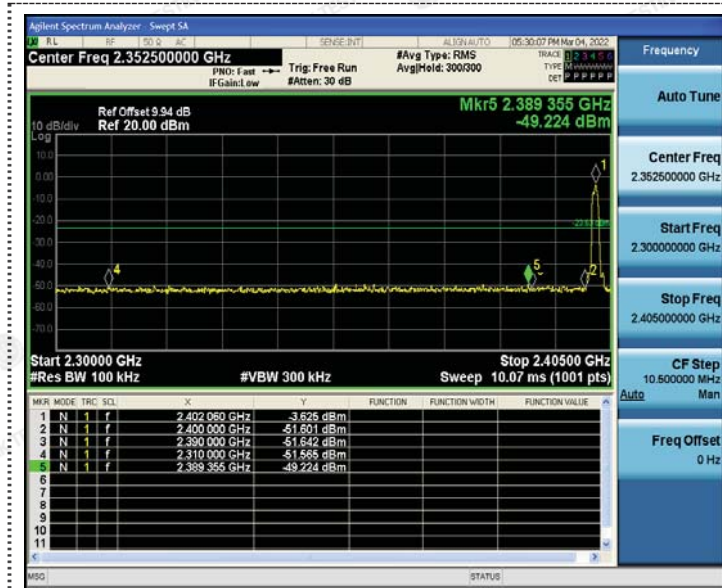 Agilent Spectrum Analyzer - Swept SA
RL RF 50 Ω AC SENSE:INT ALIGNAUTO 05:30:07 PM Mar 04, 2022
Center Freq 2.352500000 GHz
PNO: Fast
IFGain:Low
Trig: Free Run
#Atten: 30 dB
#Avg Type: RMS
Avg|Hold: 300/300
TRACE 1 2 3 4 5 6
TYPE M
DET P P P P P P
Ref Offset 9.94 dB
Ref 20.00 dBm
10 dB/div
Log
Mkr5 2.389 355 GHz
-49.224 dBm
10.0
0.00
-10.0
-20.0
-30.0
-40.0
-50.0
-60.0
-70.0
1
4
5
2
Start 2.30000 GHz
#Res BW 100 kHz
#VBW 300 kHz
Stop 2.40500 GHz
Sweep 10.07 ms (1001 pts)
MKR MODE TRC SCL X Y FUNCTION FUNCTION WIDTH FUNCTION VALUE
1 N 1 f 2.402 060 GHz -3.625 dBm
2 N 1 f 2.400 000 GHz -51.601 dBm
3 N 1 f 2.390 000 GHz -51.642 dBm
4 N 1 f 2.310 000 GHz -51.565 dBm
5 N 1 f 2.389 355 GHz -49.224 dBm
6
7
8
9
10
11
MSG
STATUS
Frequency
Auto Tune
Center Freq
2.352500000 GHz
Start Freq
2.300000000 GHz
Stop Freq
2.405000000 GHz
CF Step
10.500000 MHz
Auto Man
Freq Offset
0 Hz